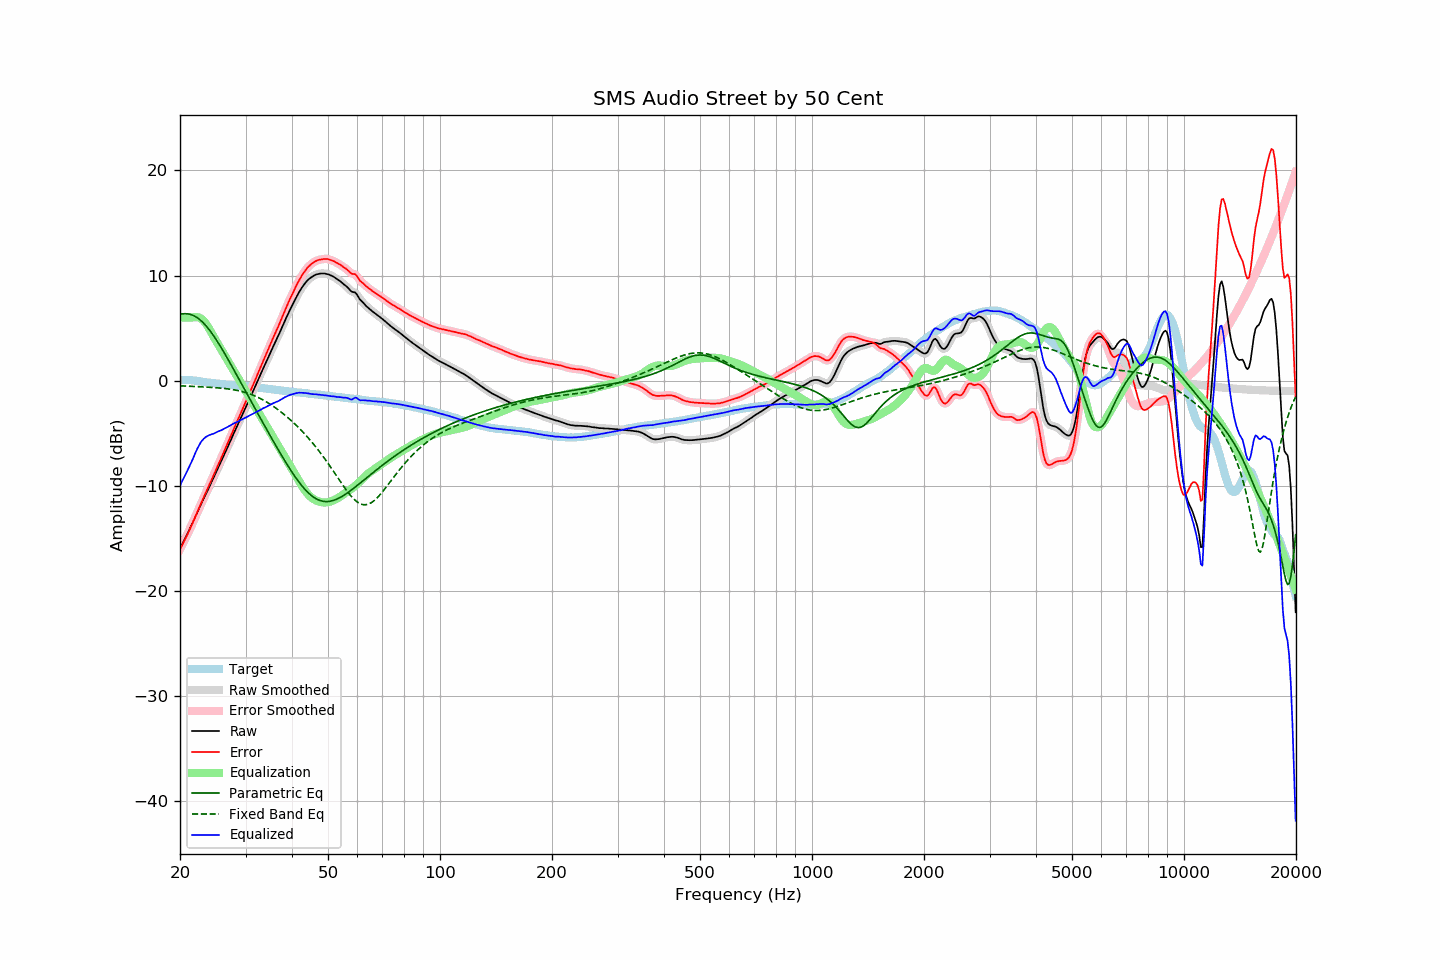 SMS Audio Street by 50 Cent
Amplitude (dBr)
20
10
0
−10
−20
−30
−40
Target
Raw Smoothed
Error Smoothed
Raw
Error
Equalization
Parametric Eq
Fixed Band Eq
Equalized
20 50 100 200 500 1000 2000 5000 10000 20000
Frequency (Hz)